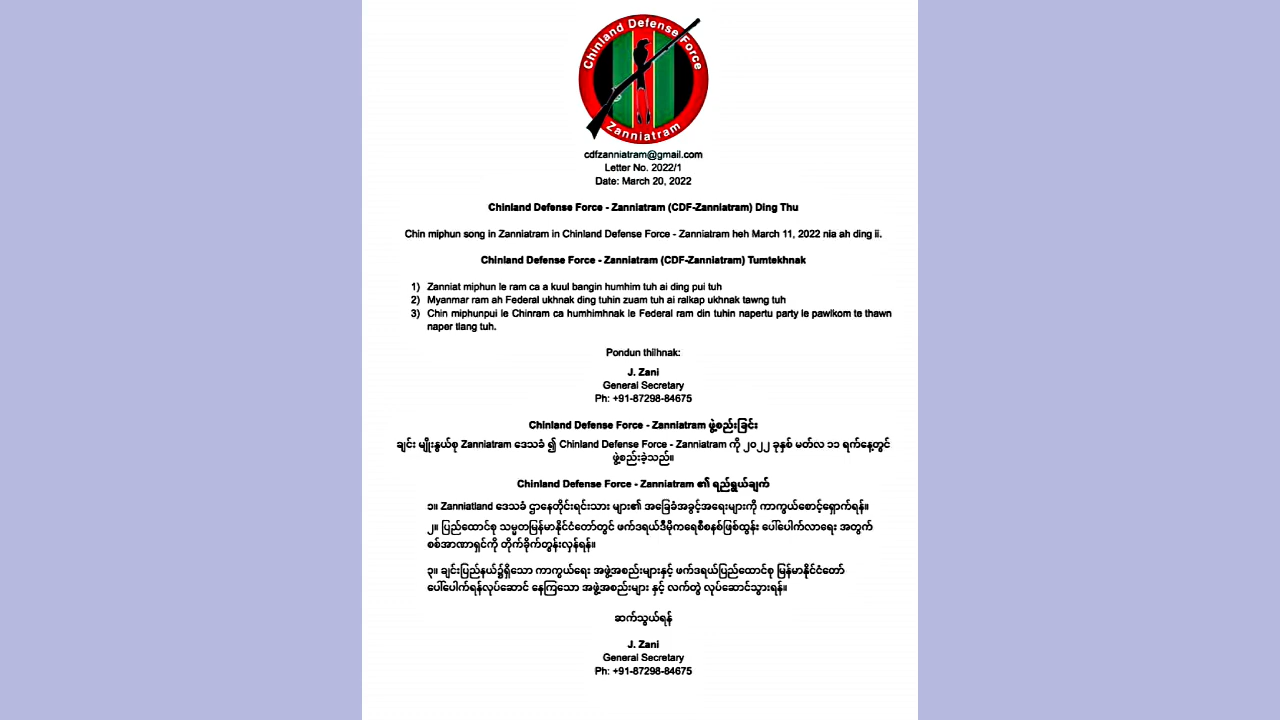 Chinland Defense Force
Zanniatram
cdfzanniatram@gmail.com
Letter No. 2022/1
Date: March 20, 2022
Chinland Defense Force - Zanniatram (CDF-Zanniatram) Ding Thu
Chin miphun song in Zanniatram in Chinland Defense Force - Zanniatram heh March 11, 2022 nia ah ding ii.
Chinland Defense Force - Zanniatram (CDF-Zanniatram) Tumtekhnak
1) Zanniat miphun le ram ca a kuul bangin humhim tuh ai ding pui tuh
2) Myanmar ram ah Federal ukhnak ding tuhin zuam tuh ai ralkap ukhnak tawng tuh
3) Chin miphunpui le Chinram ca humhimhnak le Federal ram din tuhin napertu party le pawlkom te thawn
naper tlang tuh.
Pondun thilhnak:
J. Zani
General Secretary
Ph: +91-87298-84675
Chinland Defense Force - Zanniatram ဖွဲ့စည်းခြင်း
ချင်း မျိုးနွယ်စု Zanniatram ဒေသခံ ၍ Chinland Defense Force - Zanniatram ကို ၂၀၂၂ ခုနှစ် မတ်လ ၁၁ ရက်နေ့တွင်
ဖွဲ့စည်းခဲ့သည်။
Chinland Defense Force - Zanniatram ၏ ရည်ရွယ်ချက်
၁။ Zanniatland ဒေသခံ ဌာနေတိုင်းရင်းသား များ၏ အခြေခံအခွင့်အရေးများကို ကာကွယ်စောင့်ရှောက်ရန်။
၂။ ပြည်ထောင်စု သမ္မတမြန်မာနိုင်ငံတော်တွင် ဖက်ဒရယ်ဒီမိုကရေစီစနစ်ဖြစ်ထွန်း ပေါ်ပေါက်လာရေး အတွက်
စစ်အာဏာရှင်ကို တိုက်ခိုက်တွန်းလှန်ရန်။
၃။ ချင်းပြည်နယ်၌ရှိသော ကာကွယ်ရေး အဖွဲ့အစည်းများနှင့် ဖက်ဒရယ်ပြည်ထောင်စု မြန်မာနိုင်ငံတော်
ပေါ်ပေါက်ရန်လုပ်ဆောင် နေကြသော အဖွဲ့အစည်းများ နှင့် လက်တွဲ လုပ်ဆောင်သွားရန်။
ဆက်သွယ်ရန်
J. Zani
General Secretary
Ph: +91-87298-84675